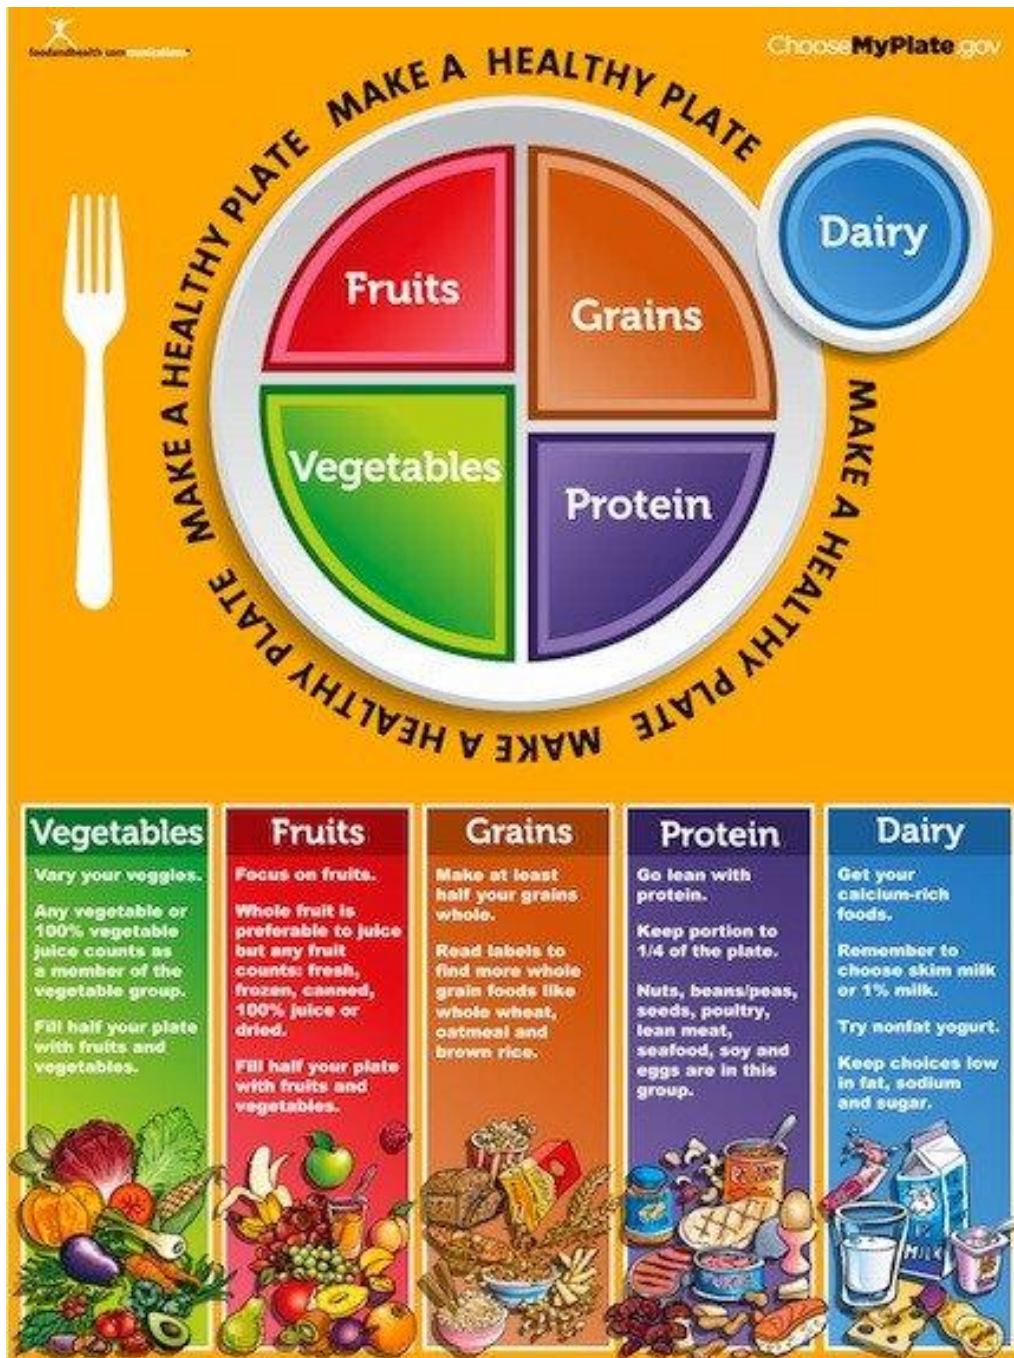 foodandhealth communications
ChooseMyPlate.gov
MAKE A HEALTHY PLATE MAKE A HEALTHY PLATE MAKE A HEALTHY PLATE MAKE A HEALTHY PLATE
Dairy
Fruits
Grains
Vegetables
Protein
Vegetables
Vary your veggies.
Any vegetable or
100% vegetable
juice counts as
a member of the
vegetable group.
Fill half your plate
with fruits and
vegetables.
Fruits
Focus on fruits.
Whole fruit is
preferable to juice
but any fruit
counts: fresh,
frozen, canned,
100% juice or
dried.
Fill half your plate
with fruits and
vegetables.
Grains
Make at least
half your grains
whole.
Read labels to
find more whole
grain foods like
whole wheat,
oatmeal and
brown rice.
Protein
Go lean with
protein.
Keep portion to
1/4 of the plate.
Nuts, beans/peas,
seeds, poultry,
lean meat,
seafood, soy and
eggs are in this
group.
Dairy
Get your
calcium-rich
foods.
Remember to
choose skim milk
or 1% milk.
Try nonfat yogurt.
Keep choices low
in fat, sodium
and sugar.
MILK